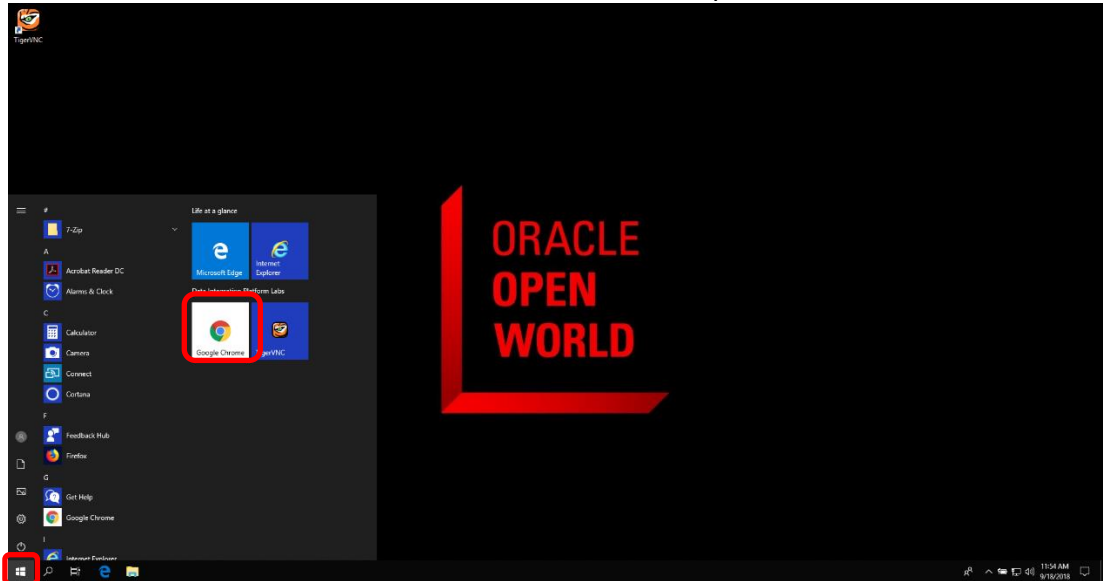 TigerVNC
#
7-Zip
A
Acrobat Reader DC
Alarms & Clock
C
Calculator
Camera
Connect
Cortana
F
Feedback Hub
Firefox
G
Get Help
Google Chrome
I
Internet Explorer
Life at a glance
Microsoft Edge
Internet
Explorer
Data Integration Platform Labs
Google Chrome
TigerVNC
ORACLE
OPEN
WORLD
11:54 AM
9/18/2018